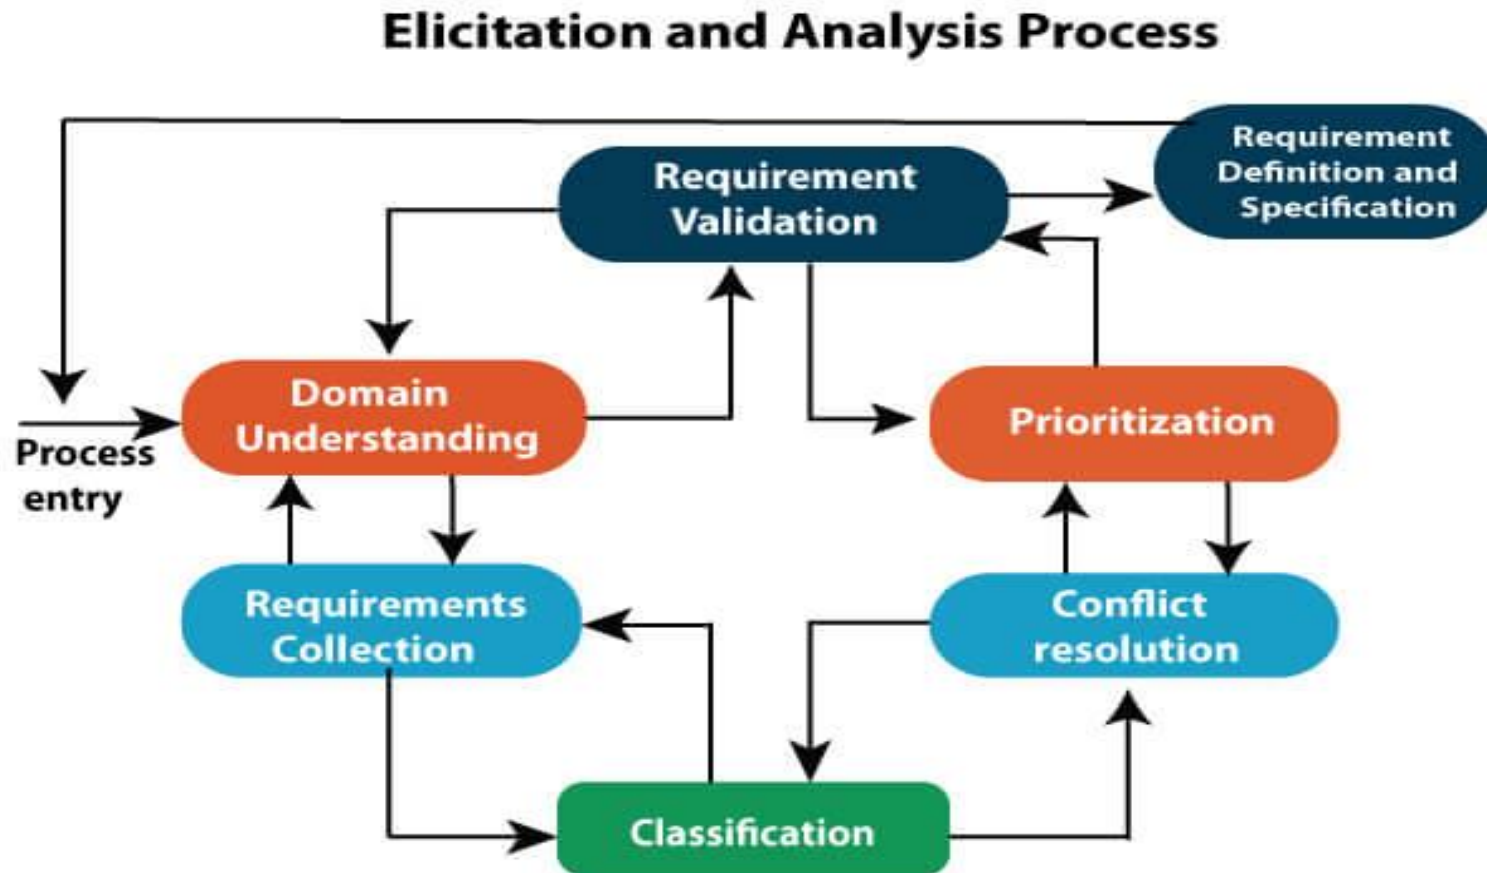 Elicitation and Analysis Process
Requirement
Definition and
Specification
Requirement
Validation
Domain
Understanding
Prioritization
Process
entry
Requirements
Collection
Conflict
resolution
Classification